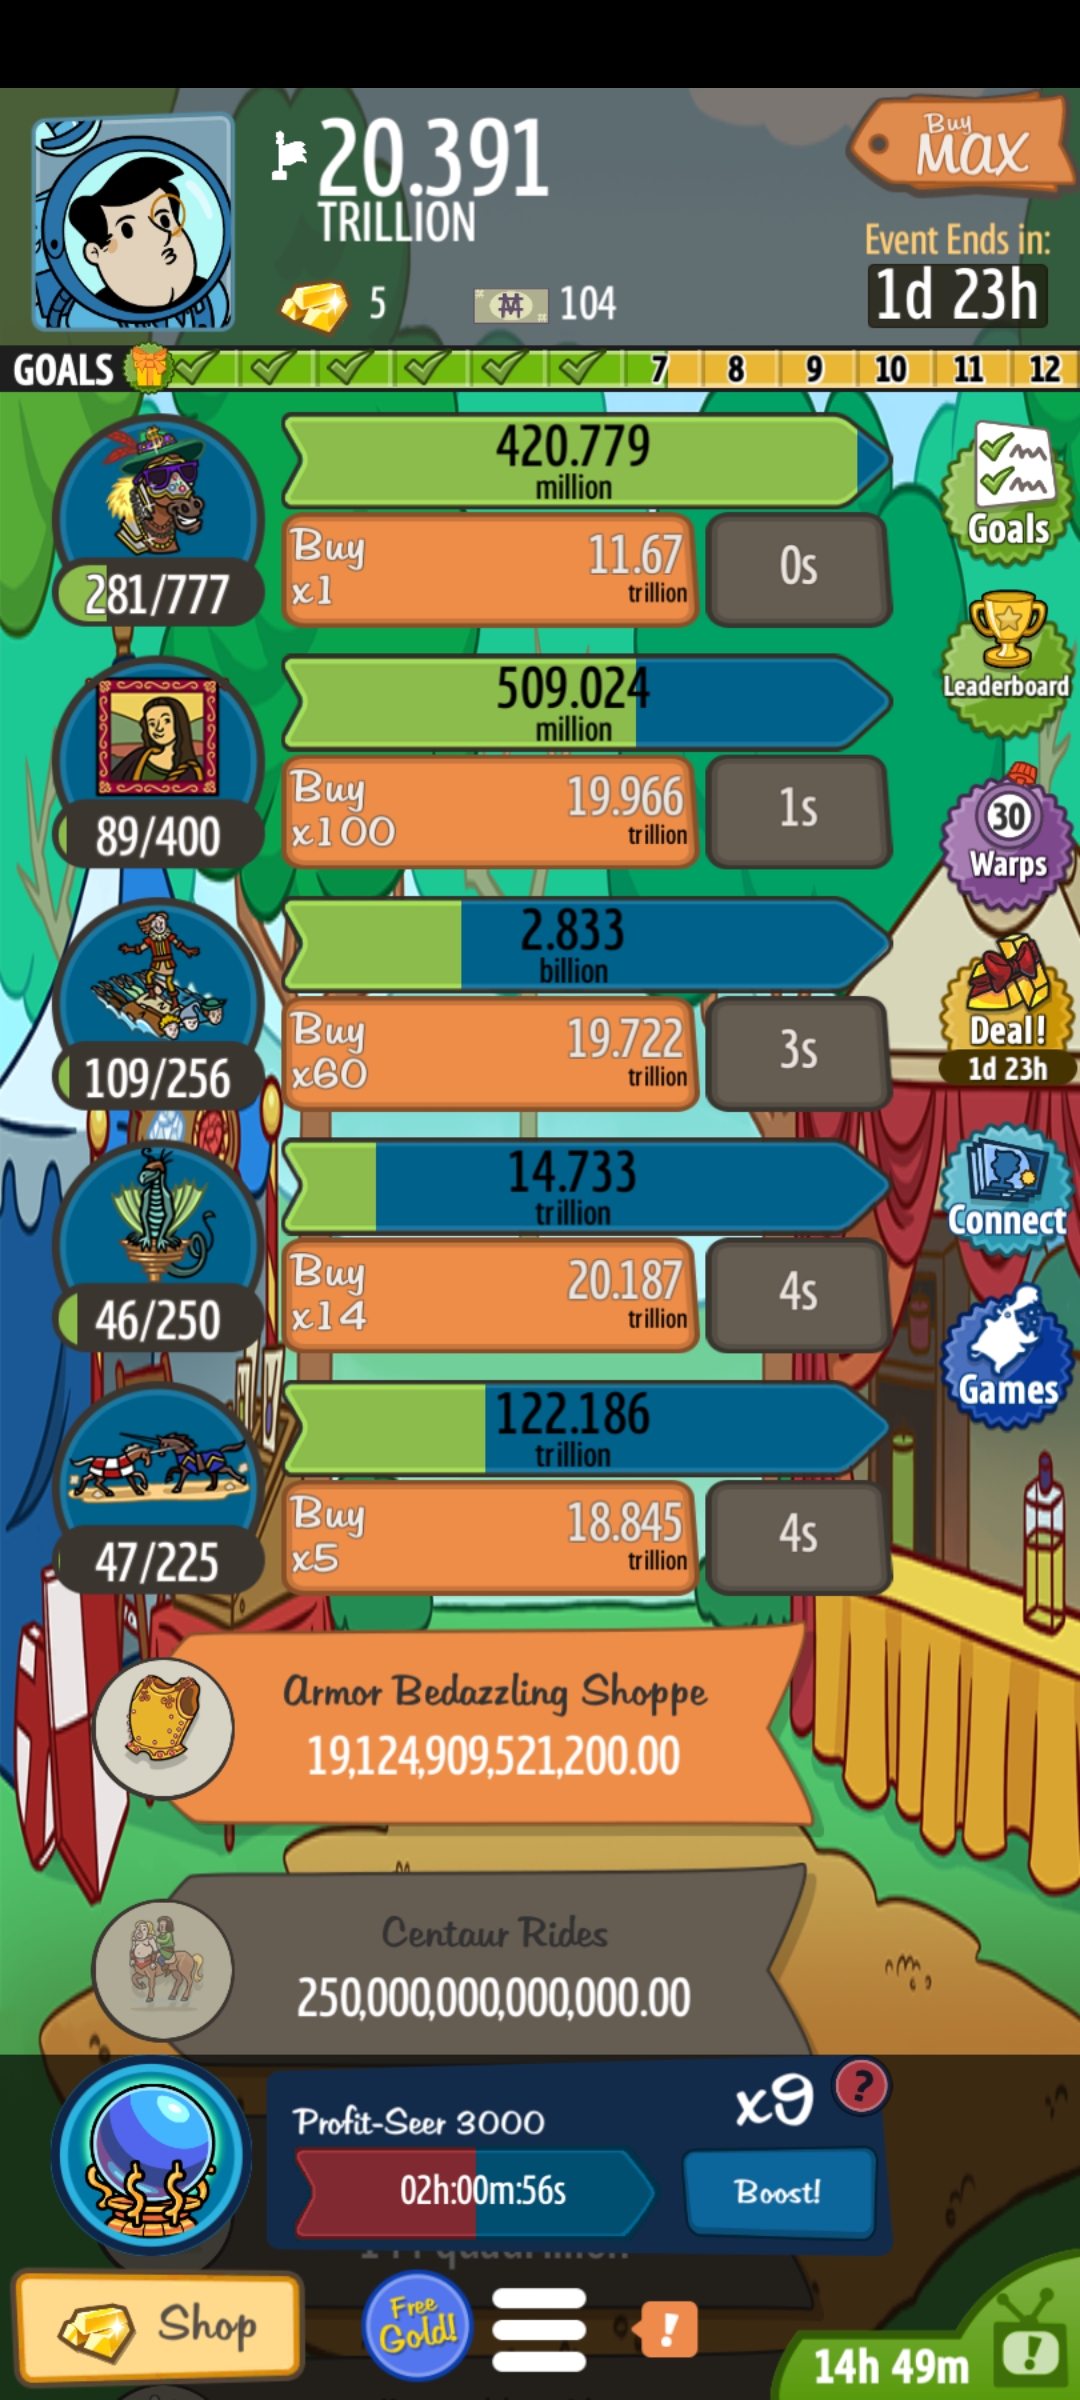 20.391
TRILLION
Buy
MAX
Event Ends in:
1d 23h
5
104
GOALS 7 8 9 10 11 12
420.779
million
Buy
x1
11.67
trillion
0s
281/777
Goals
Leaderboard
509.024
million
Buy
x100
19.966
trillion
1s
89/400
30
Warps
2.833
billion
Buy
x60
19.722
trillion
3s
109/256
Deal!
1d 23h
14.733
trillion
Buy
x14
20.187
trillion
4s
46/250
Connect
Games
122.186
trillion
Buy
x5
18.845
trillion
4s
47/225
Armor Bedazzling Shoppe
19,124,909,521,200.00
Centaur Rides
250,000,000,000,000.00
Profit-Seer 3000
x9
?
02h:00m:56s
Boost!
Shop
Free
Gold!
!
14h 49m
!